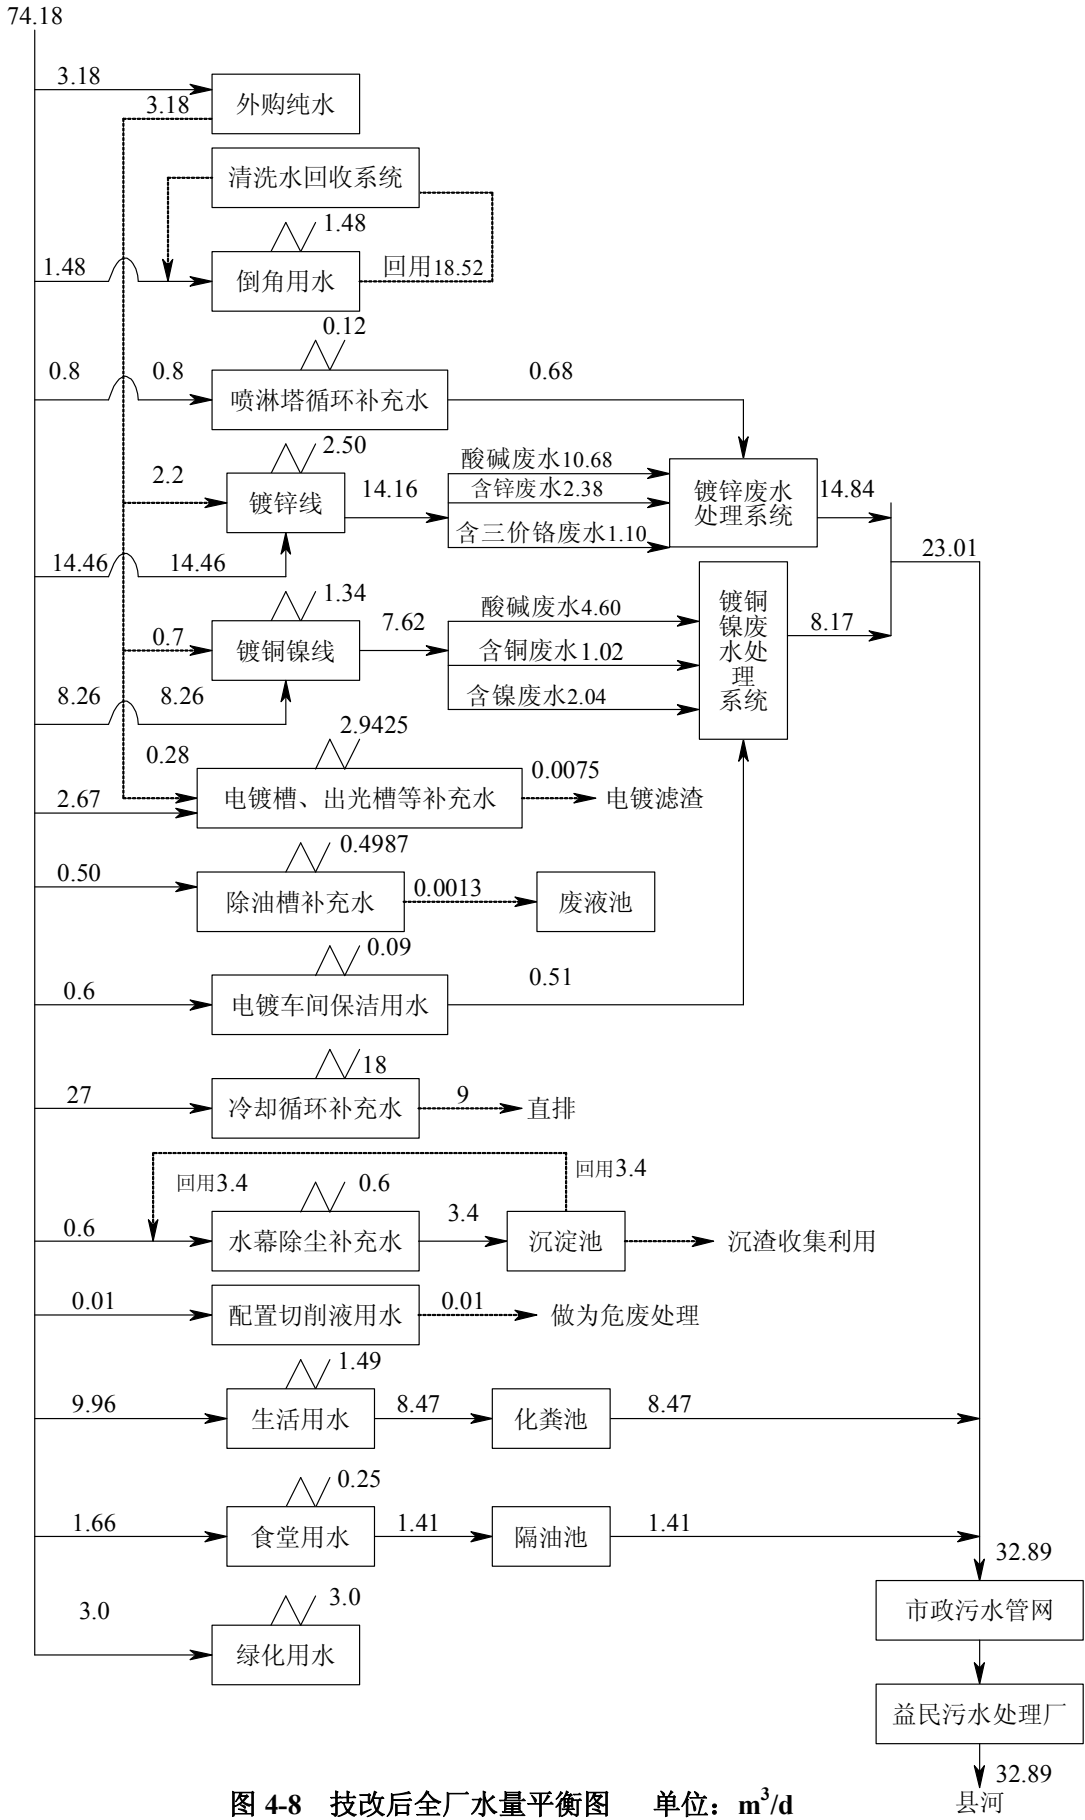 74.18
3.18
外购纯水
3.18
清洗水回收系统
1.48
1.48
倒角用水
回用18.52
0.12
0.8
0.8
喷淋塔循环补充水
0.68
2.50
2.2
镀锌线
14.16
酸碱废水10.68
含锌废水2.38
含三价铬废水1.10
镀锌废水
处理系统
14.84
14.46
14.46
23.01
1.34
0.7
镀铜镍线
7.62
酸碱废水4.60
含铜废水1.02
含镍废水2.04
镀铜
镍废
水处
理
系统
8.17
8.26
8.26
2.9425
0.28
2.67
电镀槽、出光槽等补充水
0.0075
电镀滤渣
0.4987
0.50
除油槽补充水
0.0013
废液池
0.09
0.6
电镀车间保洁用水
0.51
18
27
冷却循环补充水
9
直排
回用3.4
回用3.4
0.6
0.6
水幕除尘补充水
3.4
沉淀池
沉渣收集利用
0.01
配置切削液用水
0.01
做为危废处理
1.49
9.96
生活用水
8.47
化粪池
8.47
0.25
1.66
食堂用水
1.41
隔油池
1.41
32.89
3.0
3.0
绿化用水
市政污水管网
益民污水处理厂
32.89
县河
图 4-8 技改后全厂水量平衡图 单位：m³/d